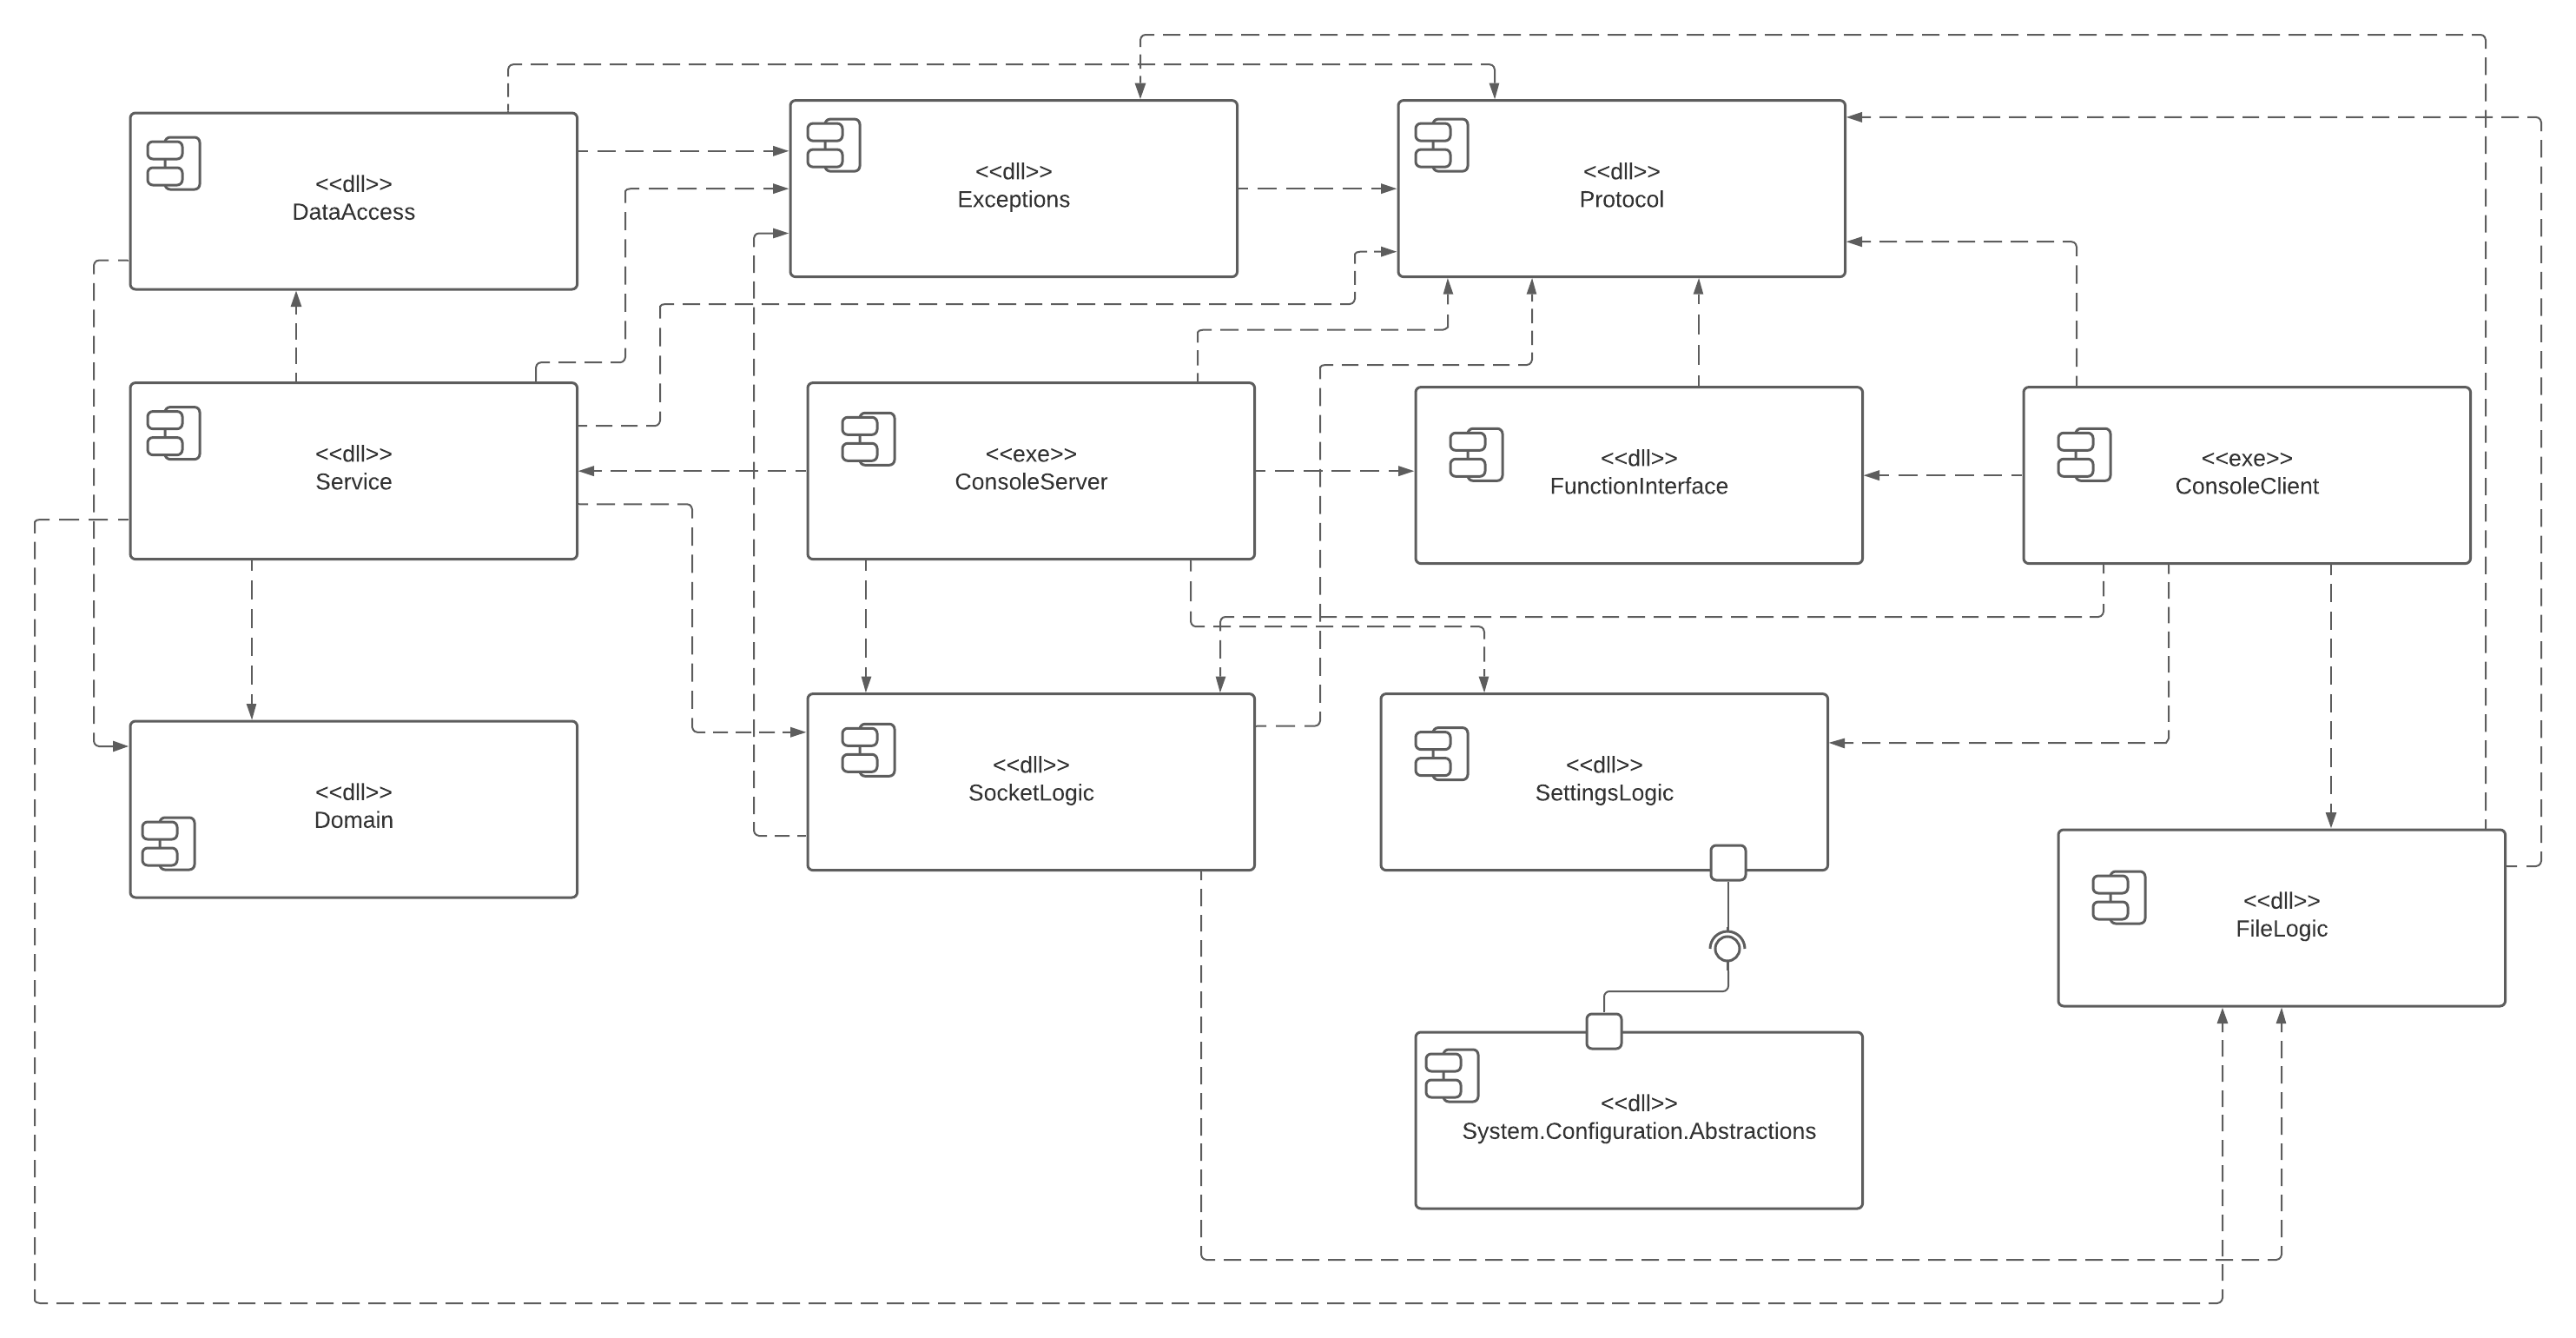 <<dll>>
DataAccess
<<dll>>
Exceptions
<<dll>>
Protocol
<<dll>>
Service
<<exe>>
ConsoleServer
<<dll>>
FunctionInterface
<<exe>>
ConsoleClient
<<dll>>
Domain
<<dll>>
SocketLogic
<<dll>>
SettingsLogic
<<dll>>
FileLogic
<<dll>>
System.Configuration.Abstractions